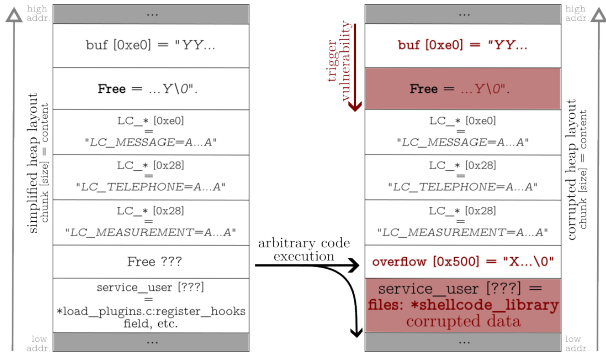 high
addr.
simplified heap layout
chunk [size] = content
low
addr.
...
buf [0xe0] = "YY...
Free = ...Y\0".
LC_* [0xe0]
=
"LC_MESSAGE=A...A"
LC_* [0x28]
=
"LC_TELEPHONE=A...A"
LC_* [0x28]
=
"LC_MEASUREMENT=A...A"
Free ???
service_user [???]
=
*load_plugins.c:register_hooks
field, etc.
...
trigger
vulnerability
arbitrary code
execution
...
buf [0xe0] = "YY...
Free = ...Y\0".
LC_* [0xe0]
=
"LC_MESSAGE=A...A"
LC_* [0x28]
=
"LC_TELEPHONE=A...A"
LC_* [0x28]
=
"LC_MEASUREMENT=A...A"
overflow [0x500] = "X...\0"
service_user [???] =
files: *shellcode_library
corrupted data
...
high
addr.
corrupted heap layout
chunk [size] = content
low
addr.